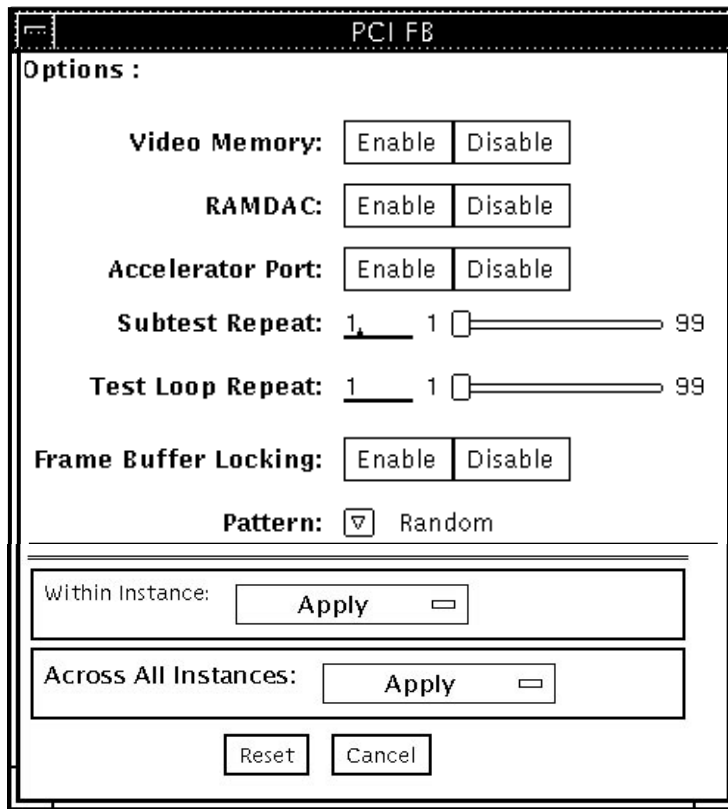 PCI FB
Options :
Video Memory: Enable Disable
RAMDAC: Enable Disable
Accelerator Port: Enable Disable
Subtest Repeat: 1 1 99
Test Loop Repeat: 1 1 99
Frame Buffer Locking: Enable Disable
Pattern: Random
Within Instance: Apply
Across All Instances: Apply
Reset Cancel